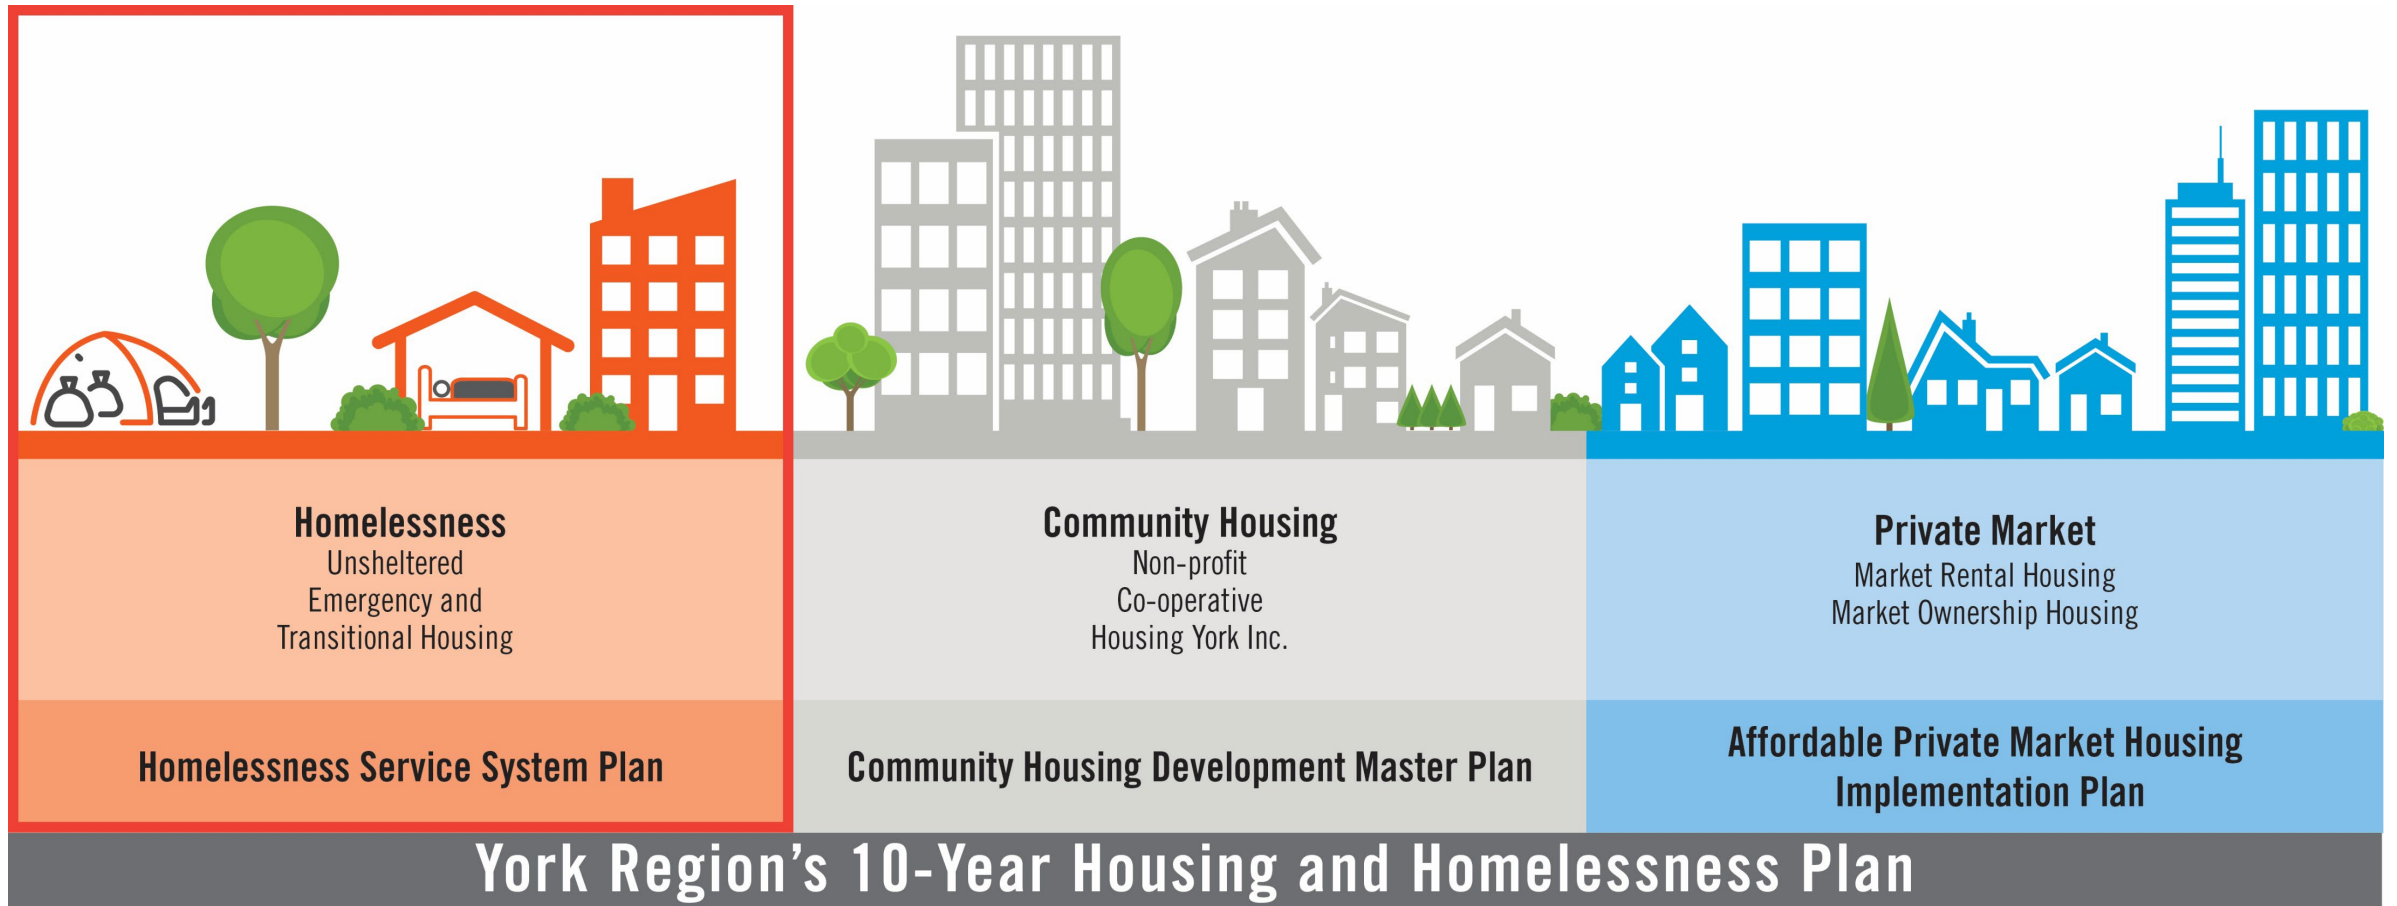 Homelessness
Unsheltered
Emergency and
Transitional Housing
Homelessness Service System Plan
Community Housing
Non-profit
Co-operative
Housing York Inc.
Community Housing Development Master Plan
Private Market
Market Rental Housing
Market Ownership Housing
Affordable Private Market Housing
Implementation Plan
York Region’s 10-Year Housing and Homelessness Plan